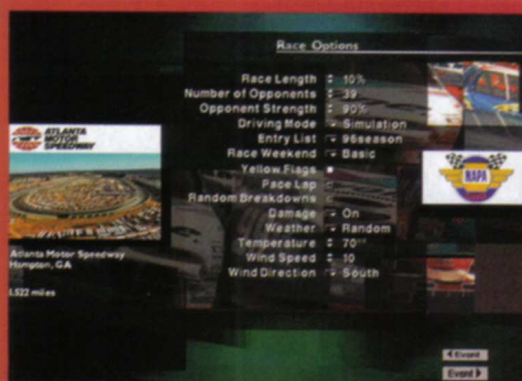 Race Options
Race Length 10%
Number of Opponents 39
Opponent Strength 90%
Driving Mode Simulation
Entry List 96season
Race Weekend Basic
Yellow Flags
Pace Lap
Random Breakdowns
Damage On
Weather Random
Temperature 70°
Wind Speed 10
Wind Direction South
ATLANTA
MOTOR
SPEEDWAY
Atlanta Motor Speedway
Hampton, GA
1.522 miles
NAPA
Event
Event